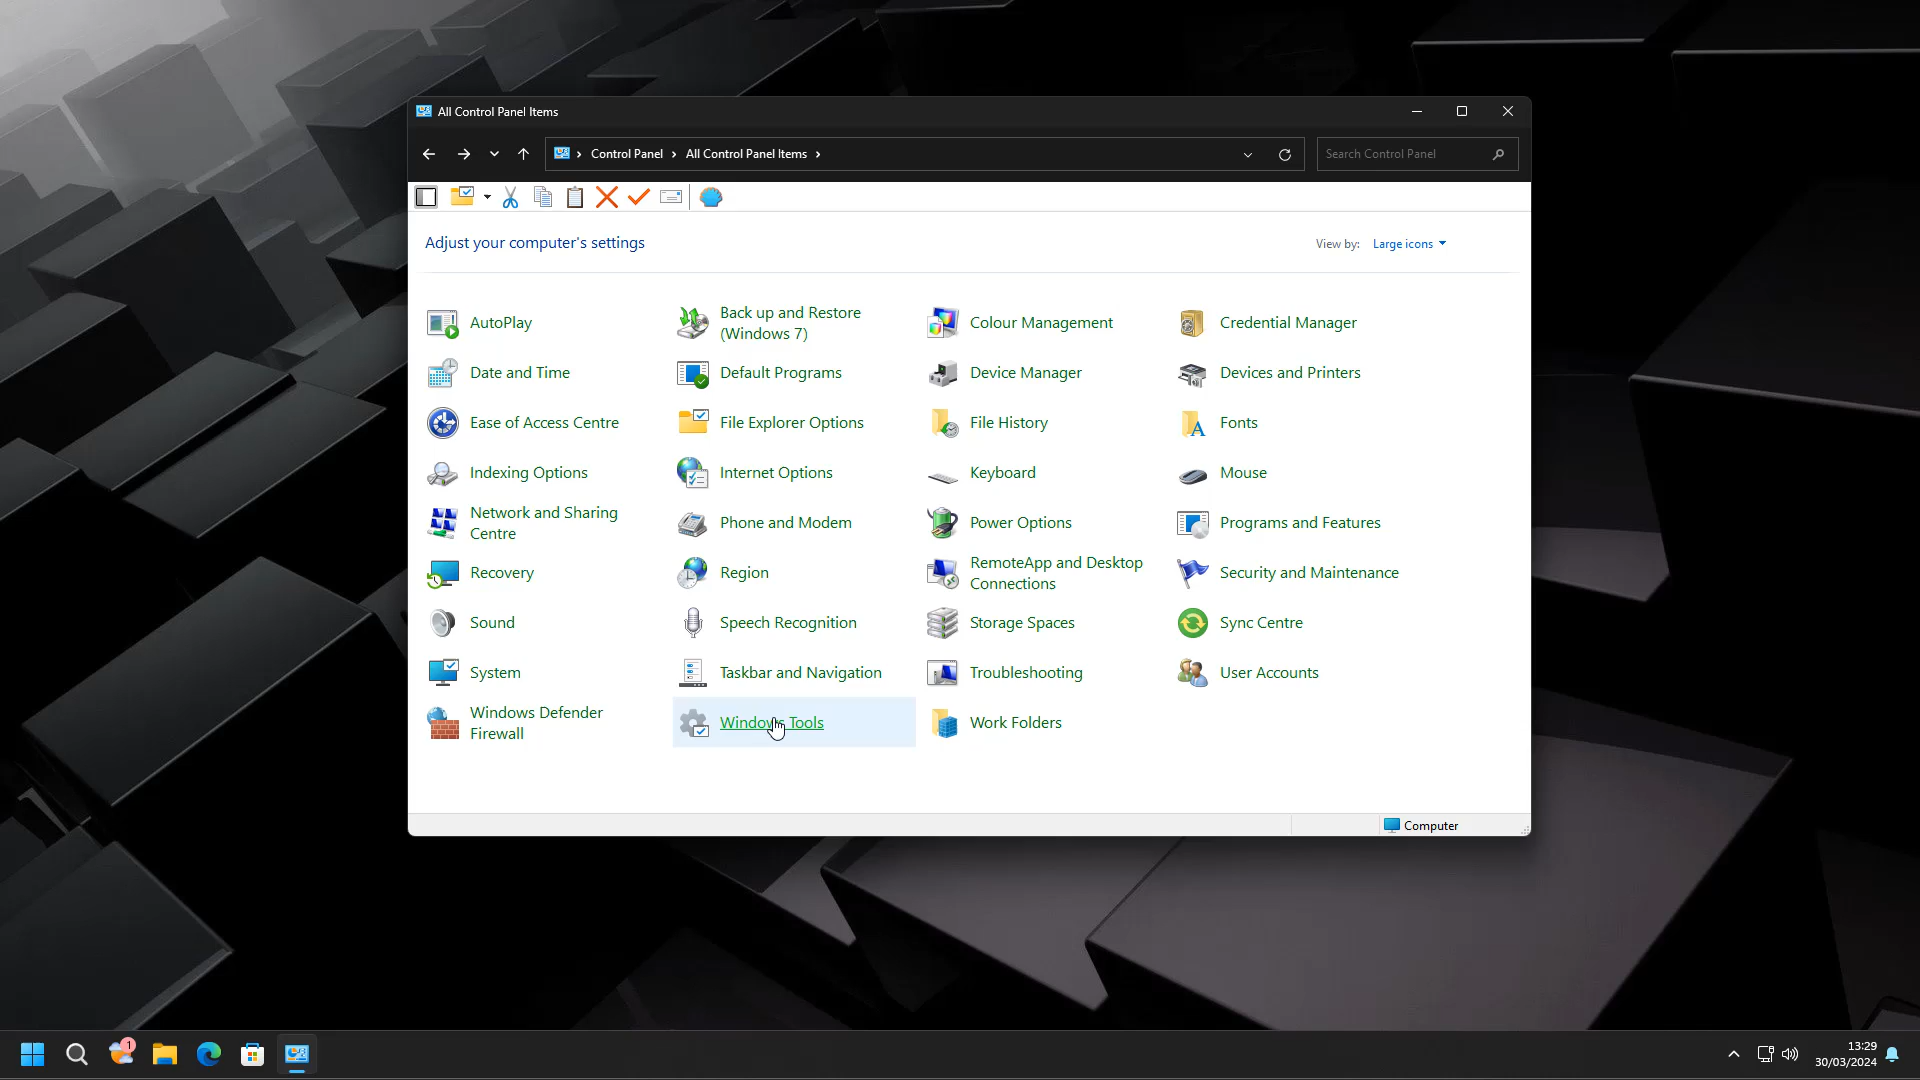 All Control Panel Items
Control Panel
All Control Panel Items
Search Control Panel
Adjust your computer's settings
View by:
Large icons
AutoPlay
Back up and Restore
(Windows 7)
Colour Management
Credential Manager
Date and Time
Default Programs
Device Manager
Devices and Printers
Ease of Access Centre
File Explorer Options
File History
Fonts
Indexing Options
Internet Options
Keyboard
Mouse
Network and Sharing
Centre
Phone and Modem
Power Options
Programs and Features
Recovery
Region
RemoteApp and Desktop
Connections
Security and Maintenance
Sound
Speech Recognition
Storage Spaces
Sync Centre
System
Taskbar and Navigation
Troubleshooting
User Accounts
Windows Defender
Firewall
Windows Tools
Work Folders
Computer
1
13:29
30/03/2024